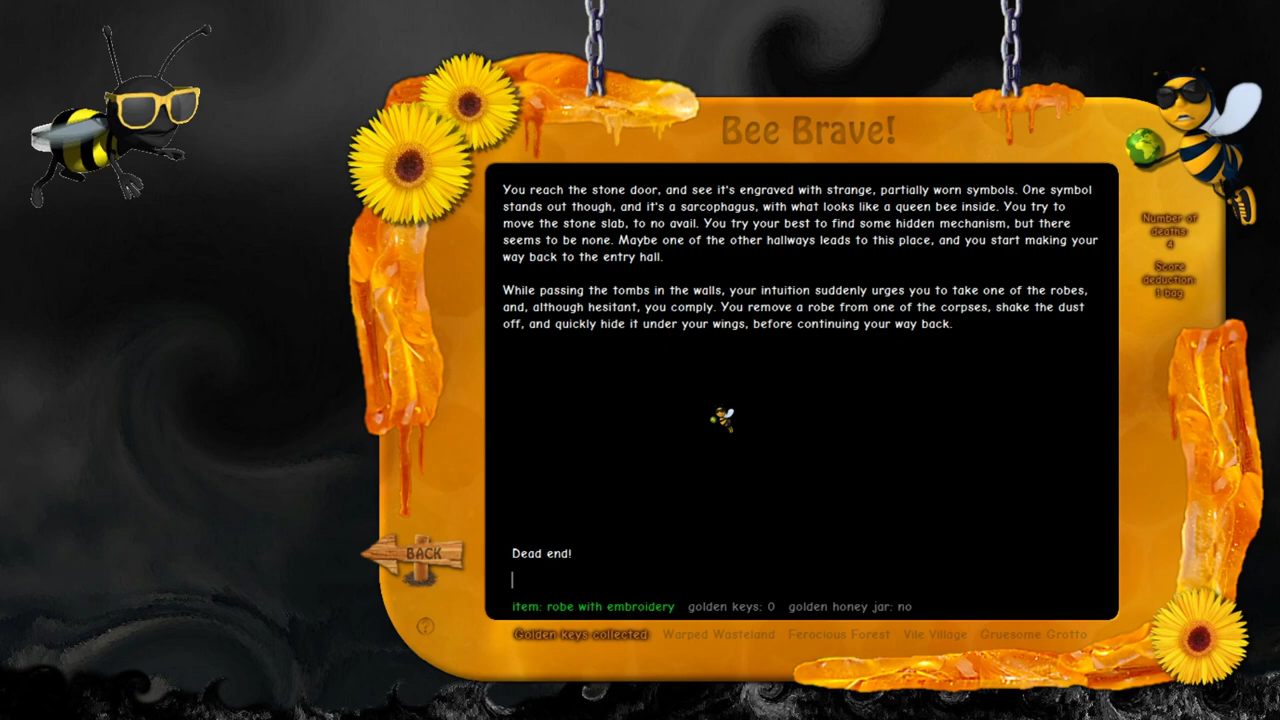 Bee Brave!
You reach the stone door, and see it's engraved with strange, partially worn symbols. One symbol
stands out though, and it's a sarcophagus, with what looks like a queen bee inside. You try to
move the stone slab, to no avail. You try your best to find some hidden mechanism, but there
seems to be none. Maybe one of the other hallways leads to this place, and you start making your
way back to the entry hall.
While passing the tombs in the walls, your intuition suddenly urges you to take one of the robes,
and, although hesitant, you comply. You remove a robe from one of the corpses, shake the dust
off, and quickly hide it under your wings, before continuing your way back.
Number of
deaths:
4
Score
deduction:
1 bag
BACK
Dead end!
item: robe with embroidery golden keys: 0 golden honey jar: no
?
Golden keys collected Warped Wasteland Ferocious Forest Vile Village Gruesome Grotto